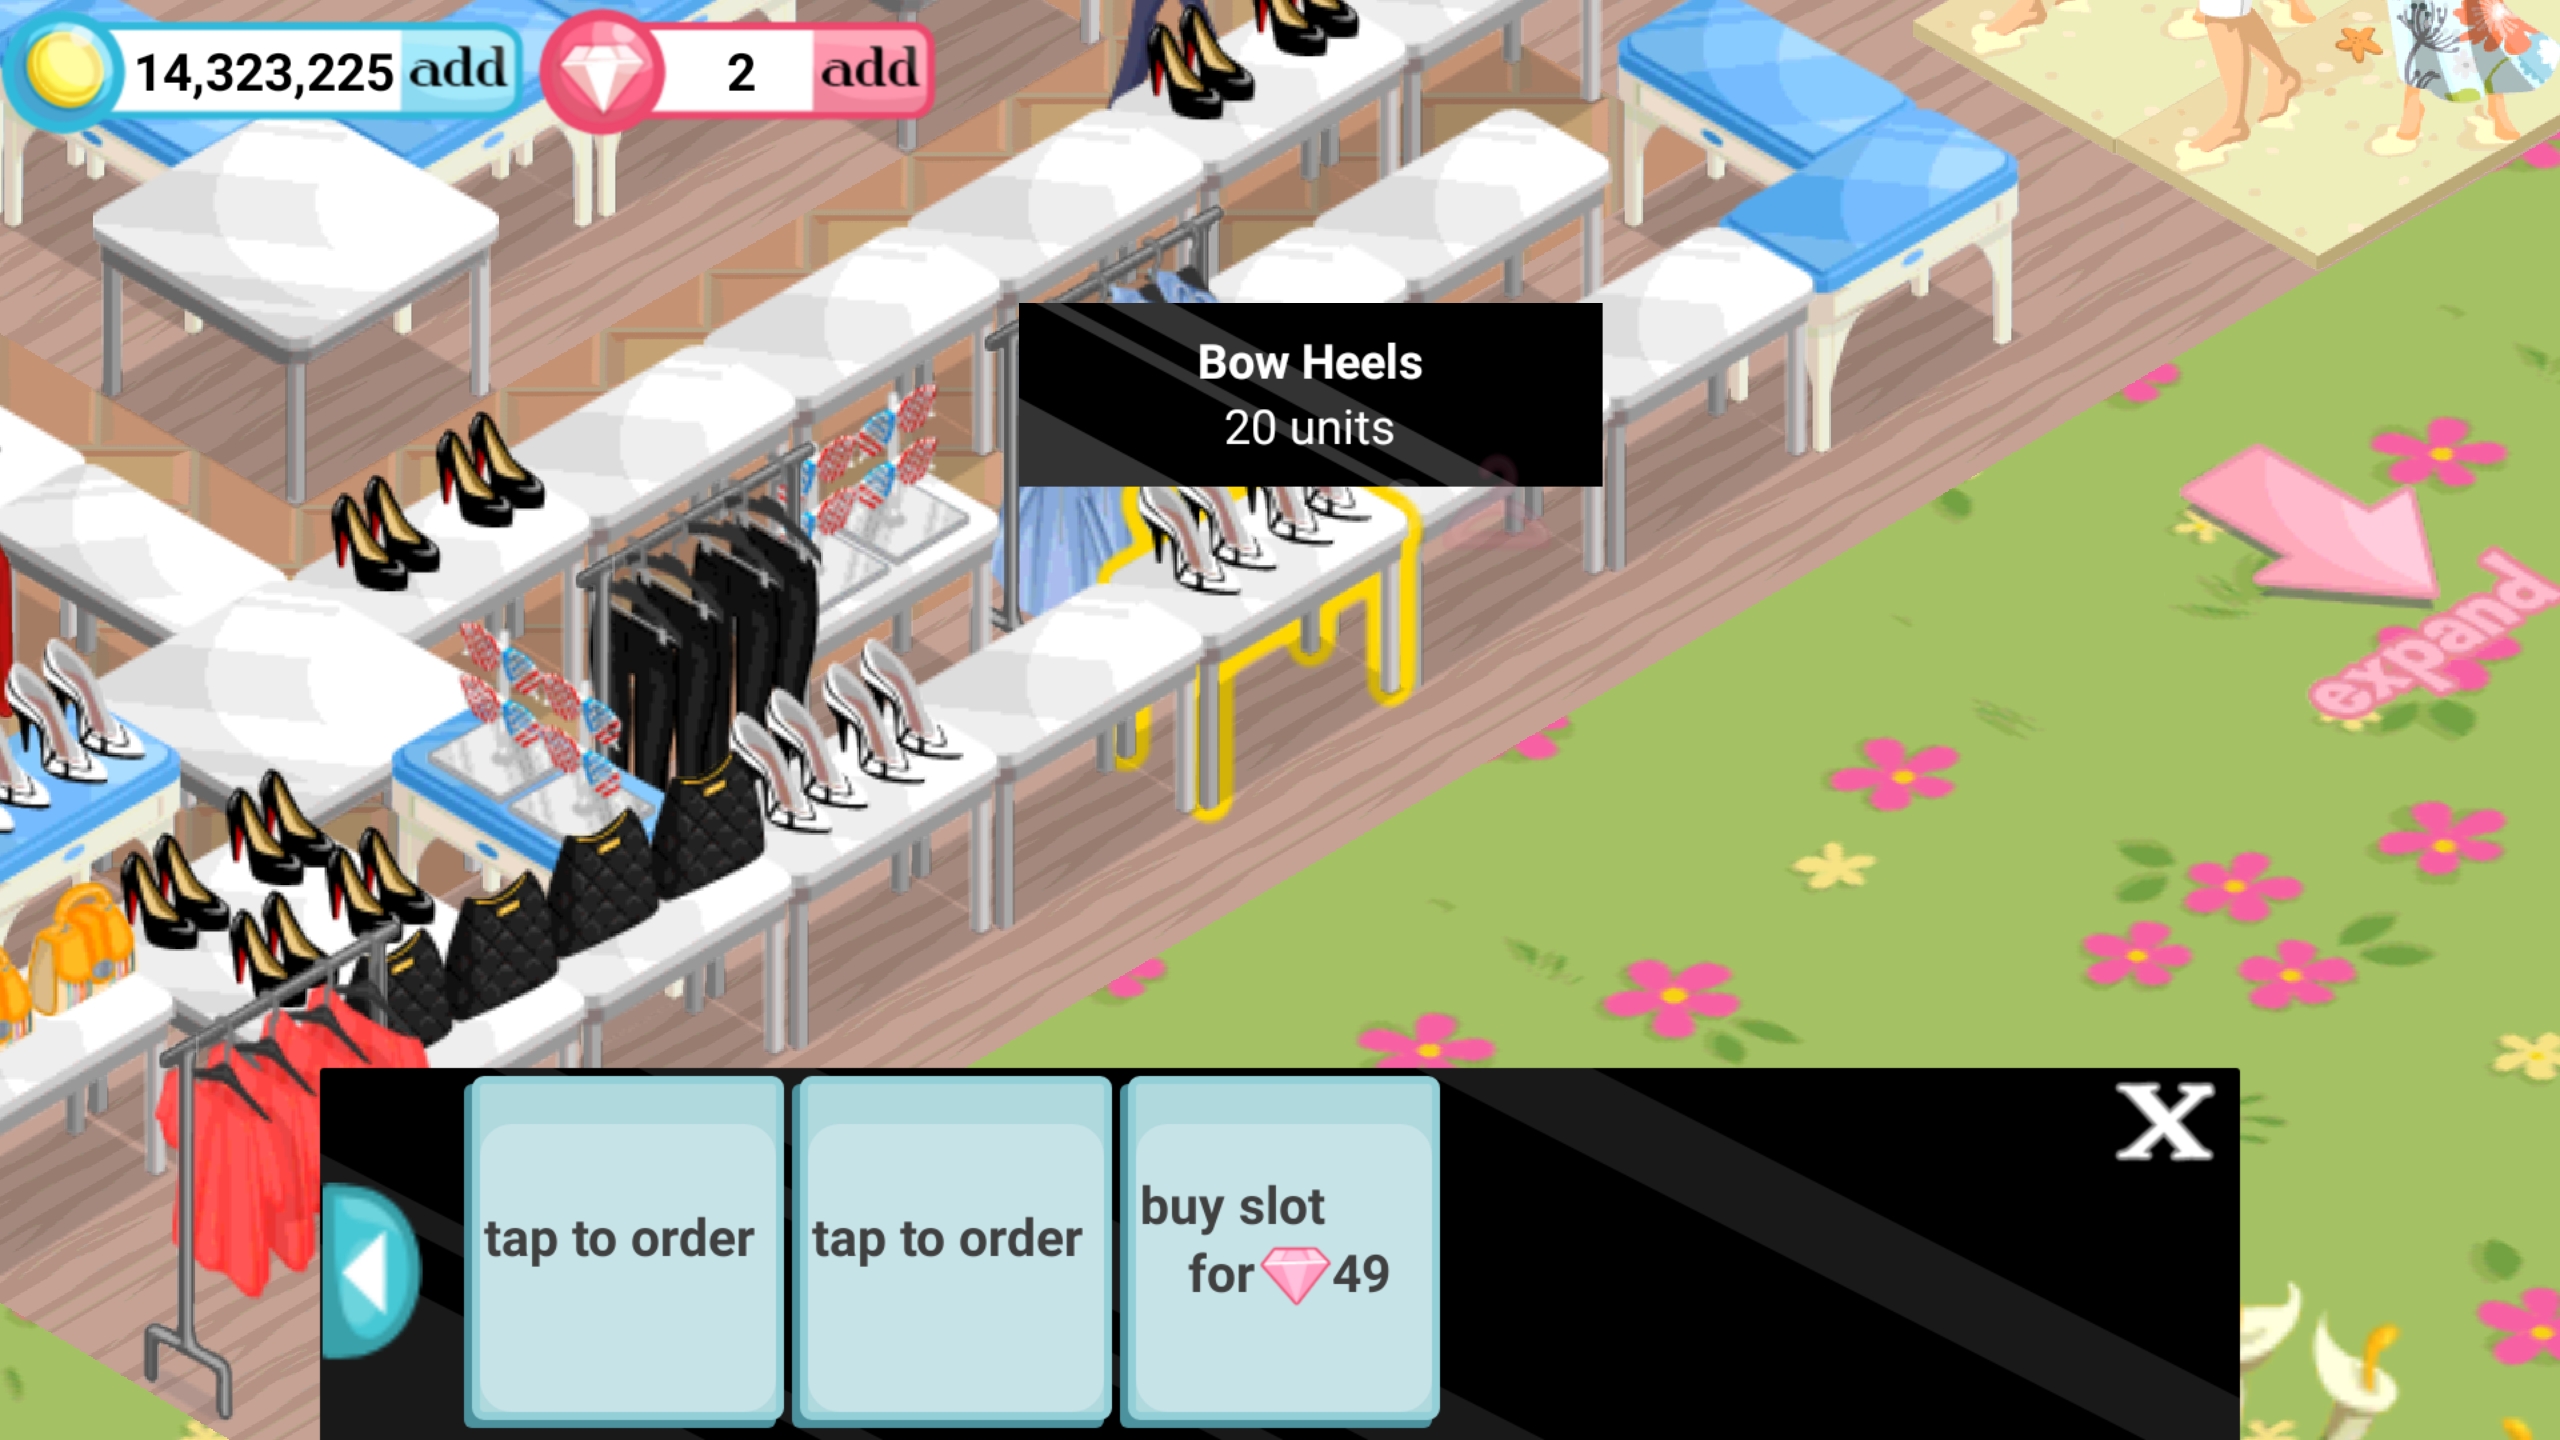 14,323,225 add 2 add
Bow Heels
20 units
expand
tap to order
tap to order
buy slot
for 49
X